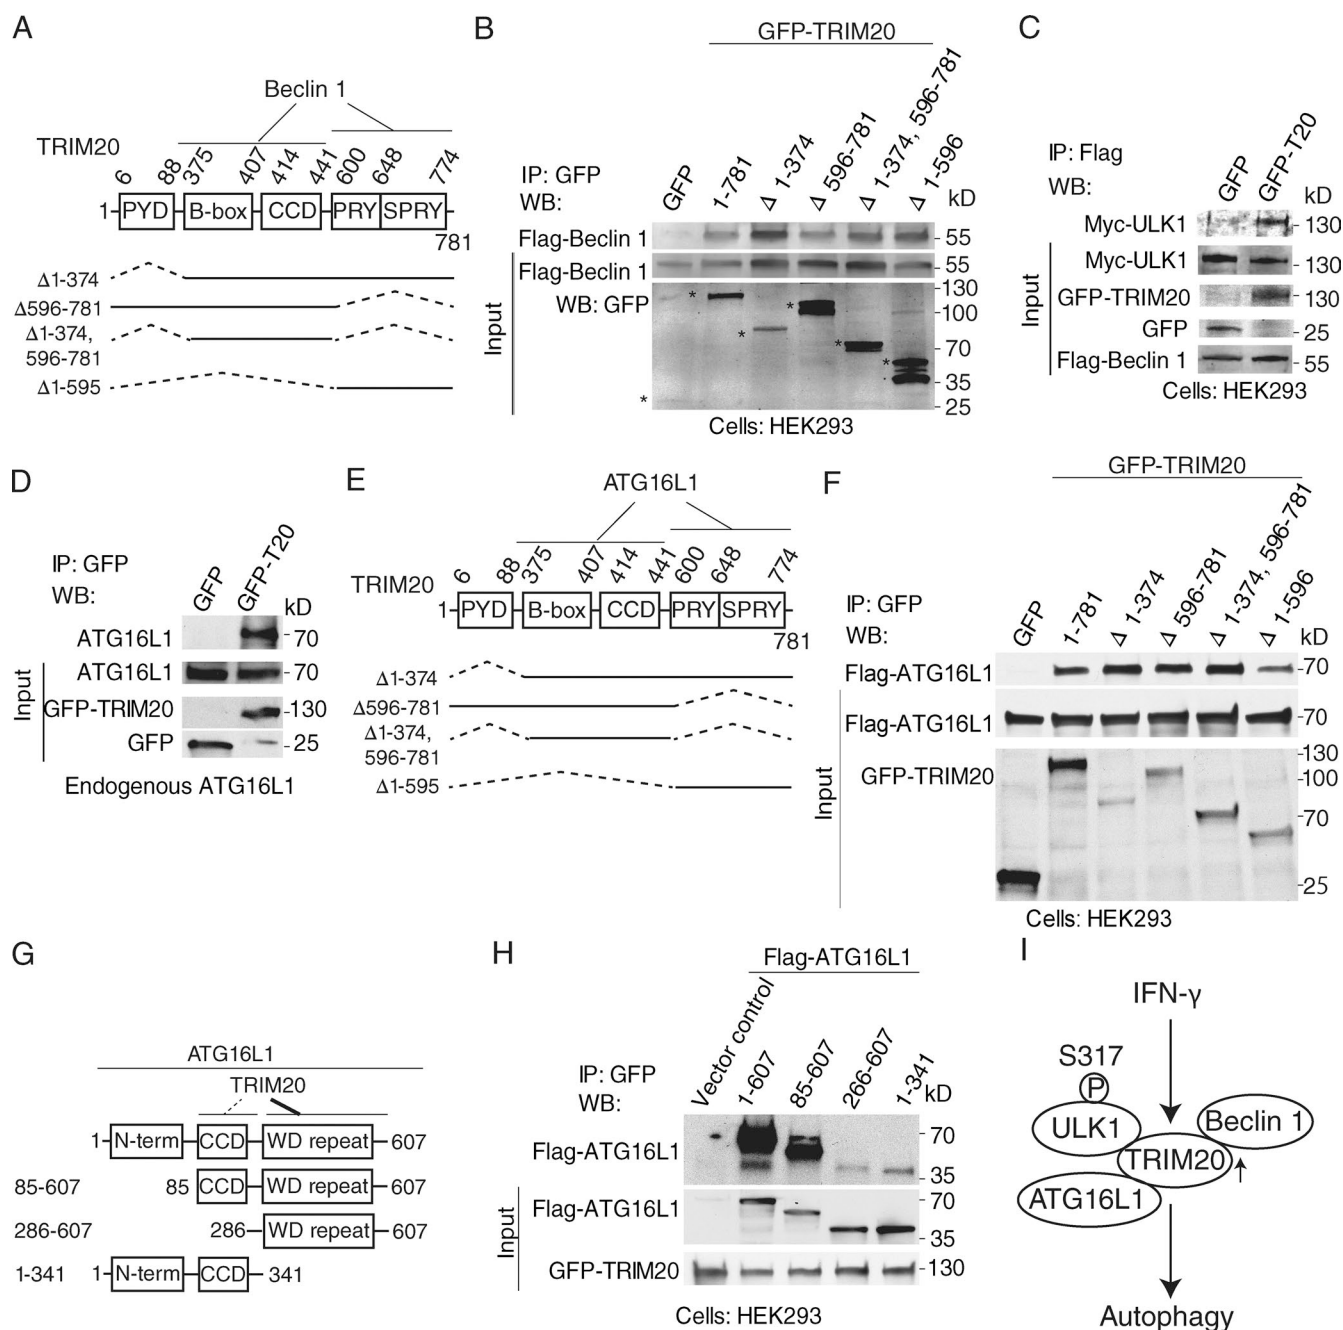 A
Beclin 1
TRIM20
6 88 375 407 414 441 600 648 774
1 PYD B-box CCD PRY SPRY
781
Δ1-374
Δ596-781
Δ1-374,
596-781
Δ1-595
B
GFP-TRIM20
IP: GFP
WB:
GFP
1-781
Δ 1-374
Δ 596-781
Δ 1-374, 596-781
Δ 1-596
kD
Flag-Beclin 1
55
Input
Flag-Beclin 1
55
WB: GFP
130
100
70
35
25
*
*
*
*
*
*
Cells: HEK293
C
IP: Flag
WB:
GFP
GFP-T20
kD
Myc-ULK1
130
Input
Myc-ULK1
130
GFP-TRIM20
130
GFP
25
Flag-Beclin 1
55
Cells: HEK293
D
IP: GFP
WB:
GFP
GFP-T20
kD
ATG16L1
70
Input
ATG16L1
70
GFP-TRIM20
130
GFP
25
Endogenous ATG16L1
E
ATG16L1
TRIM20
6 88 375 407 414 441 600 648 774
1 PYD B-box CCD PRY SPRY
781
Δ1-374
Δ596-781
Δ1-374,
596-781
Δ1-595
F
GFP-TRIM20
IP: GFP
WB:
GFP
1-781
Δ 1-374
Δ 596-781
Δ 1-374, 596-781
Δ 1-596
kD
Flag-ATG16L1
70
Input
Flag-ATG16L1
70
GFP-TRIM20
130
100
70
25
Cells: HEK293
G
ATG16L1
TRIM20
1 N-term CCD WD repeat 607
85-607 85 CCD WD repeat 607
286-607 286 WD repeat 607
1-341 1 N-term CCD 341
H
Flag-ATG16L1
IP: GFP
WB:
Vector control
1-607
85-607
266-607
1-341
kD
Flag-ATG16L1
70
35
Input
Flag-ATG16L1
70
35
GFP-TRIM20
130
Cells: HEK293
I
IFN-γ
S317
P
ULK1
Beclin 1
TRIM20
ATG16L1
Autophagy